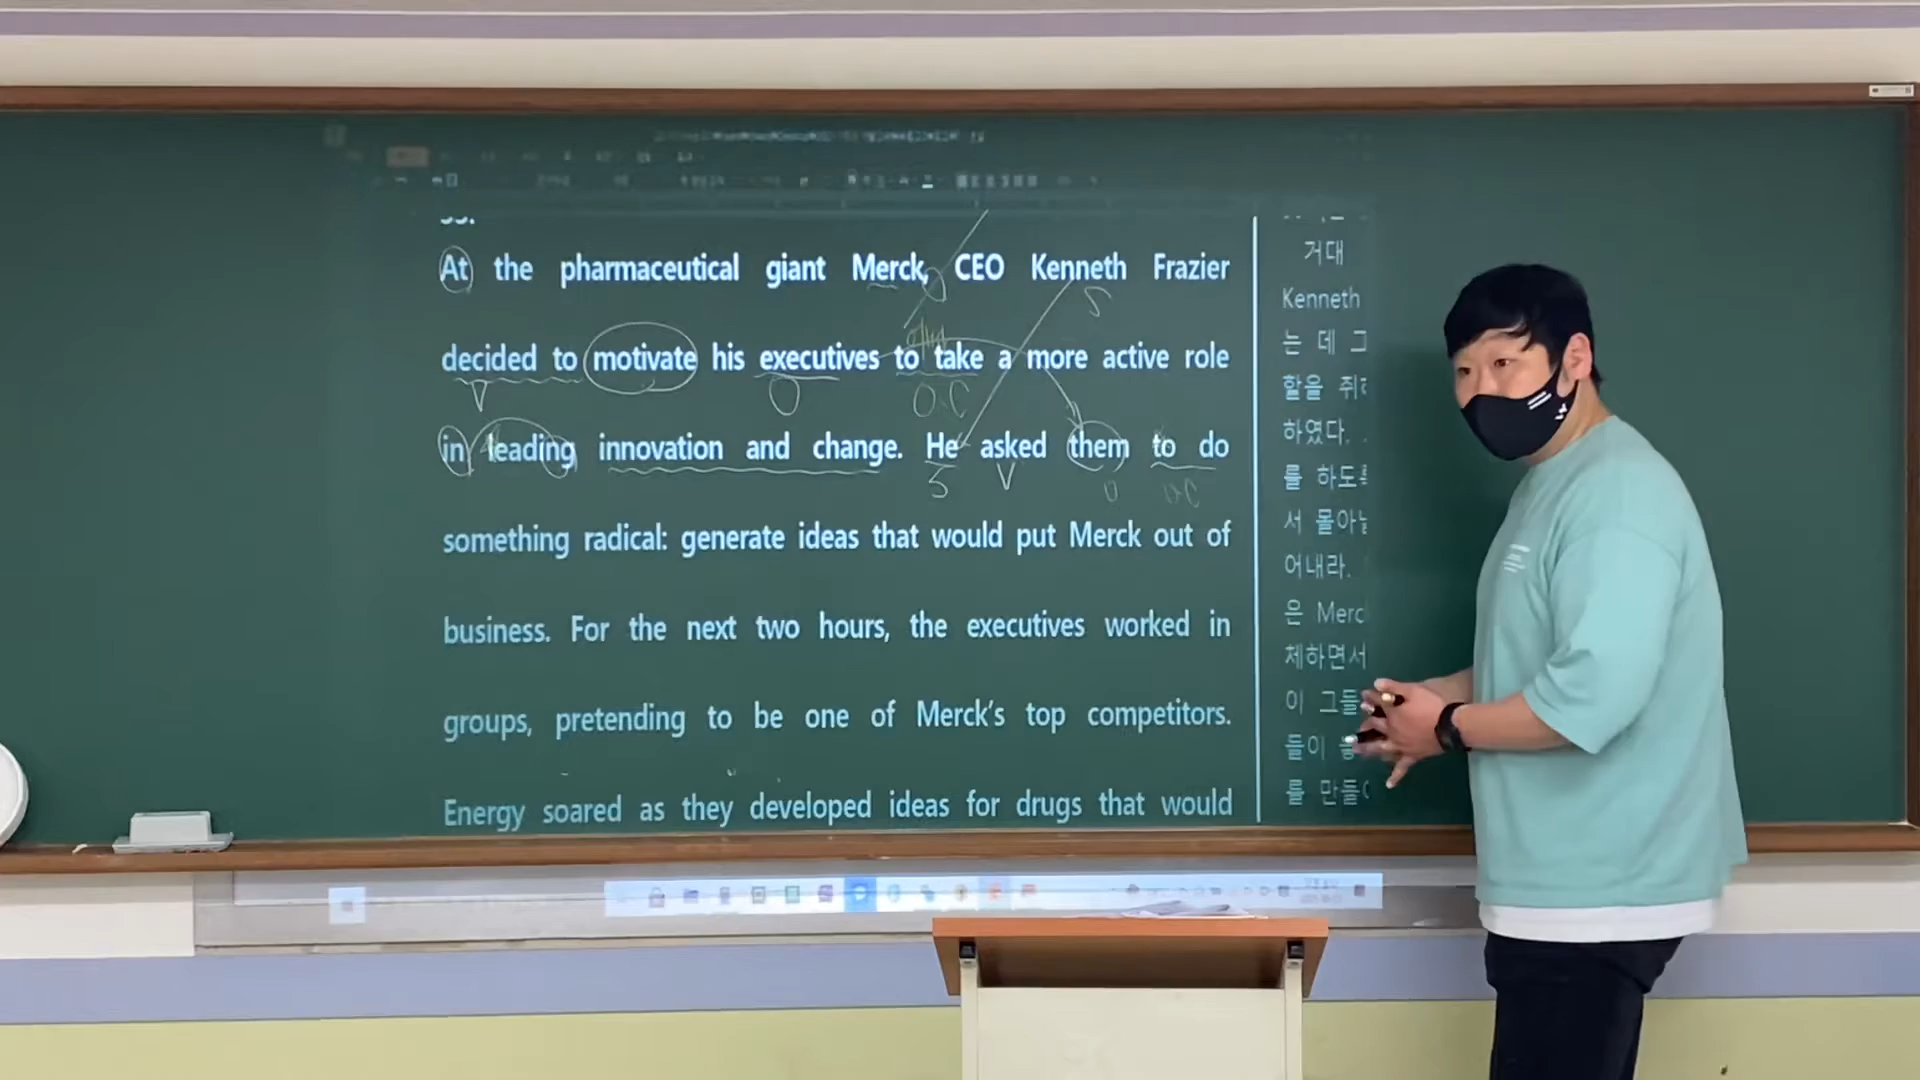 At the pharmaceutical giant Merck, CEO Kenneth Frazier
S
decided to motivate his executives to take a more active role
V O O.C
in leading innovation and change. He asked them to do
S V O O.C
something radical: generate ideas that would put Merck out of
business. For the next two hours, the executives worked in
groups, pretending to be one of Merck's top competitors.
Energy soared as they developed ideas for drugs that would
거대
Kenneth
는 데 그
할을
하였다.
를 하도록
서
어내라.
은 Merc
체하면서
이 그들
들이
를 만들